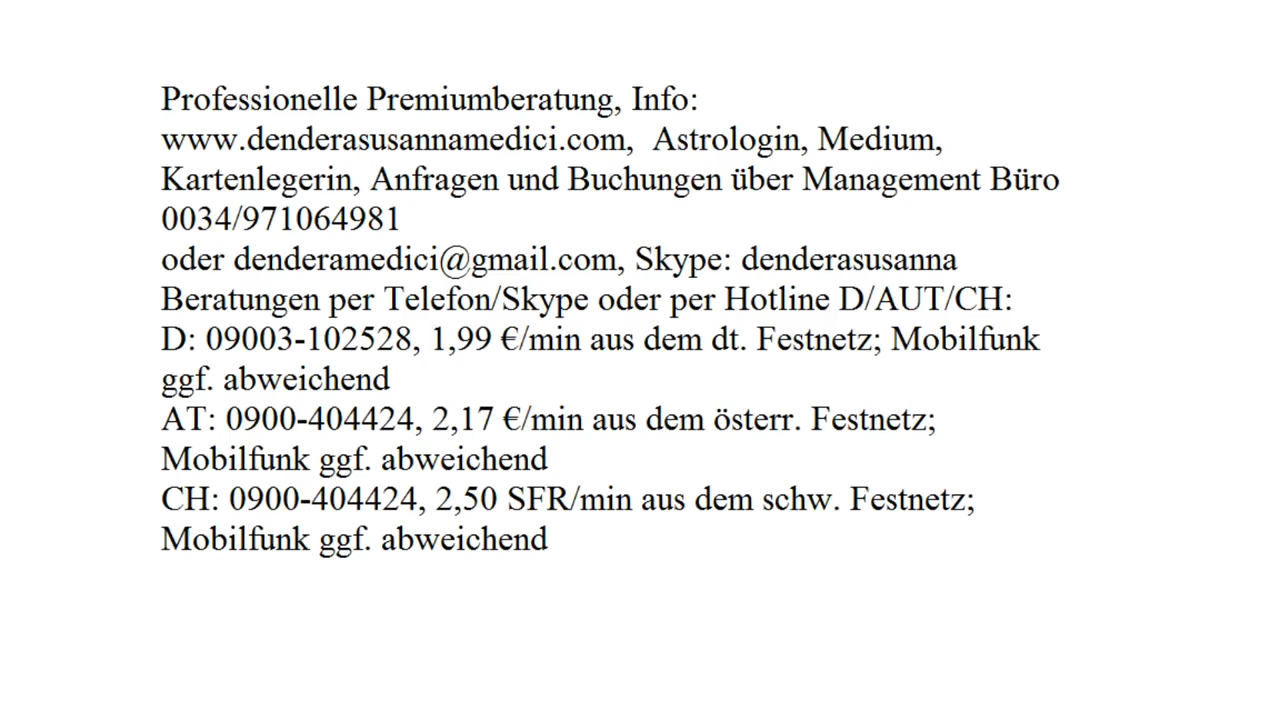 Professionelle Premiumberatung, Info:
www.denderasusannamedici.com,  Astrologin, Medium,
Kartenlegerin, Anfragen und Buchungen über Management Büro
0034/971064981
oder denderamedici@gmail.com, Skype: denderasusanna
Beratungen per Telefon/Skype oder per Hotline D/AUT/CH:
D: 09003-102528, 1,99 €/min aus dem dt. Festnetz; Mobilfunk
ggf. abweichend
AT: 0900-404424, 2,17 €/min aus dem österr. Festnetz;
Mobilfunk ggf. abweichend
CH: 0900-404424, 2,50 SFR/min aus dem schw. Festnetz;
Mobilfunk ggf. abweichend